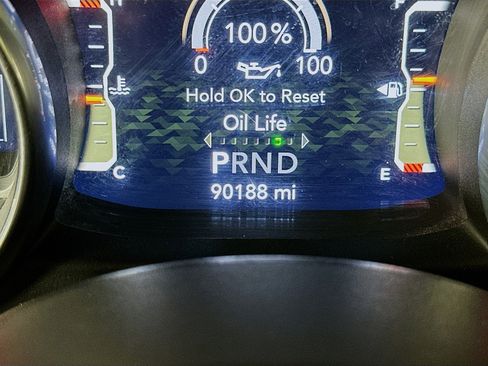 H F
100 %
0 100
Hold OK to Reset
Oil Life
C PRND E
90188 mi